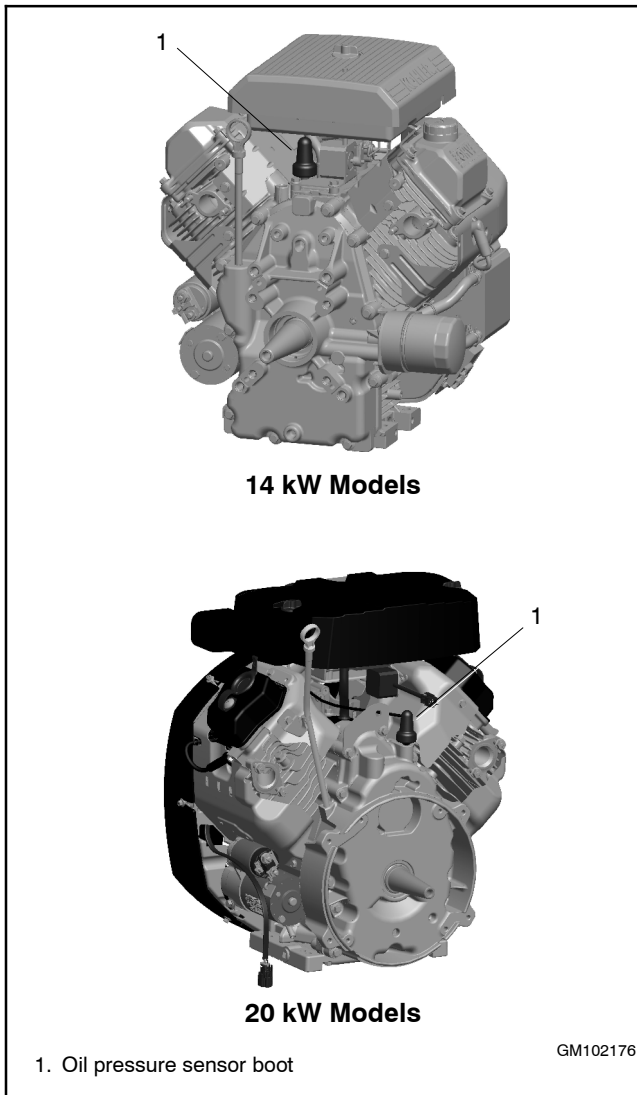 1
14 kW Models
1
20 kW Models
1. Oil pressure sensor boot
GM102176